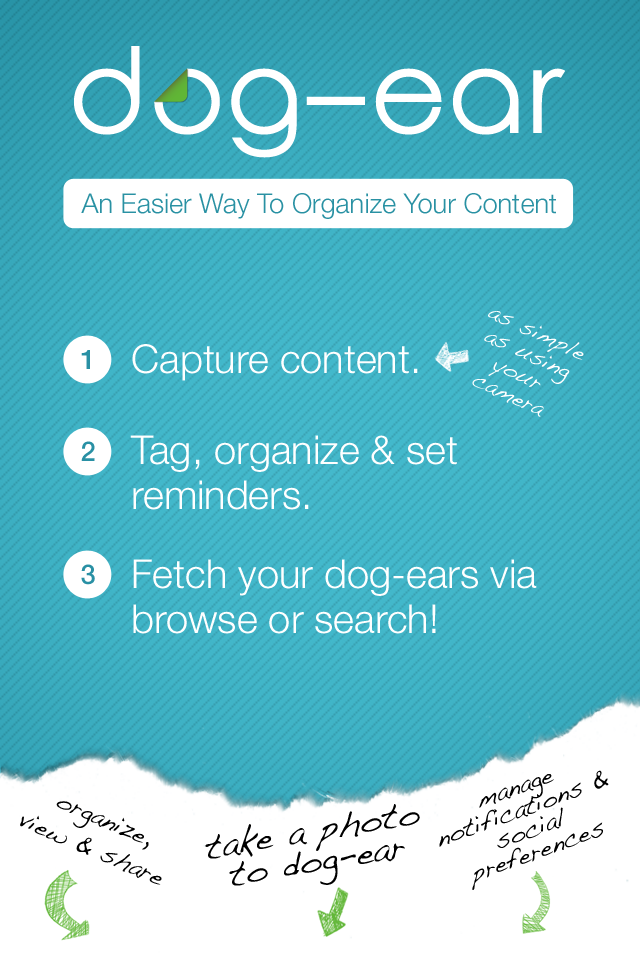 dog-ear
An Easier Way To Organize Your Content
1 Capture content.
as simple
as using
your
camera
2 Tag, organize & set
reminders.
3 Fetch your dog-ears via
browse or search!
organize,
view & share
take a photo
to dog-ear
manage
notifications &
social
preferences